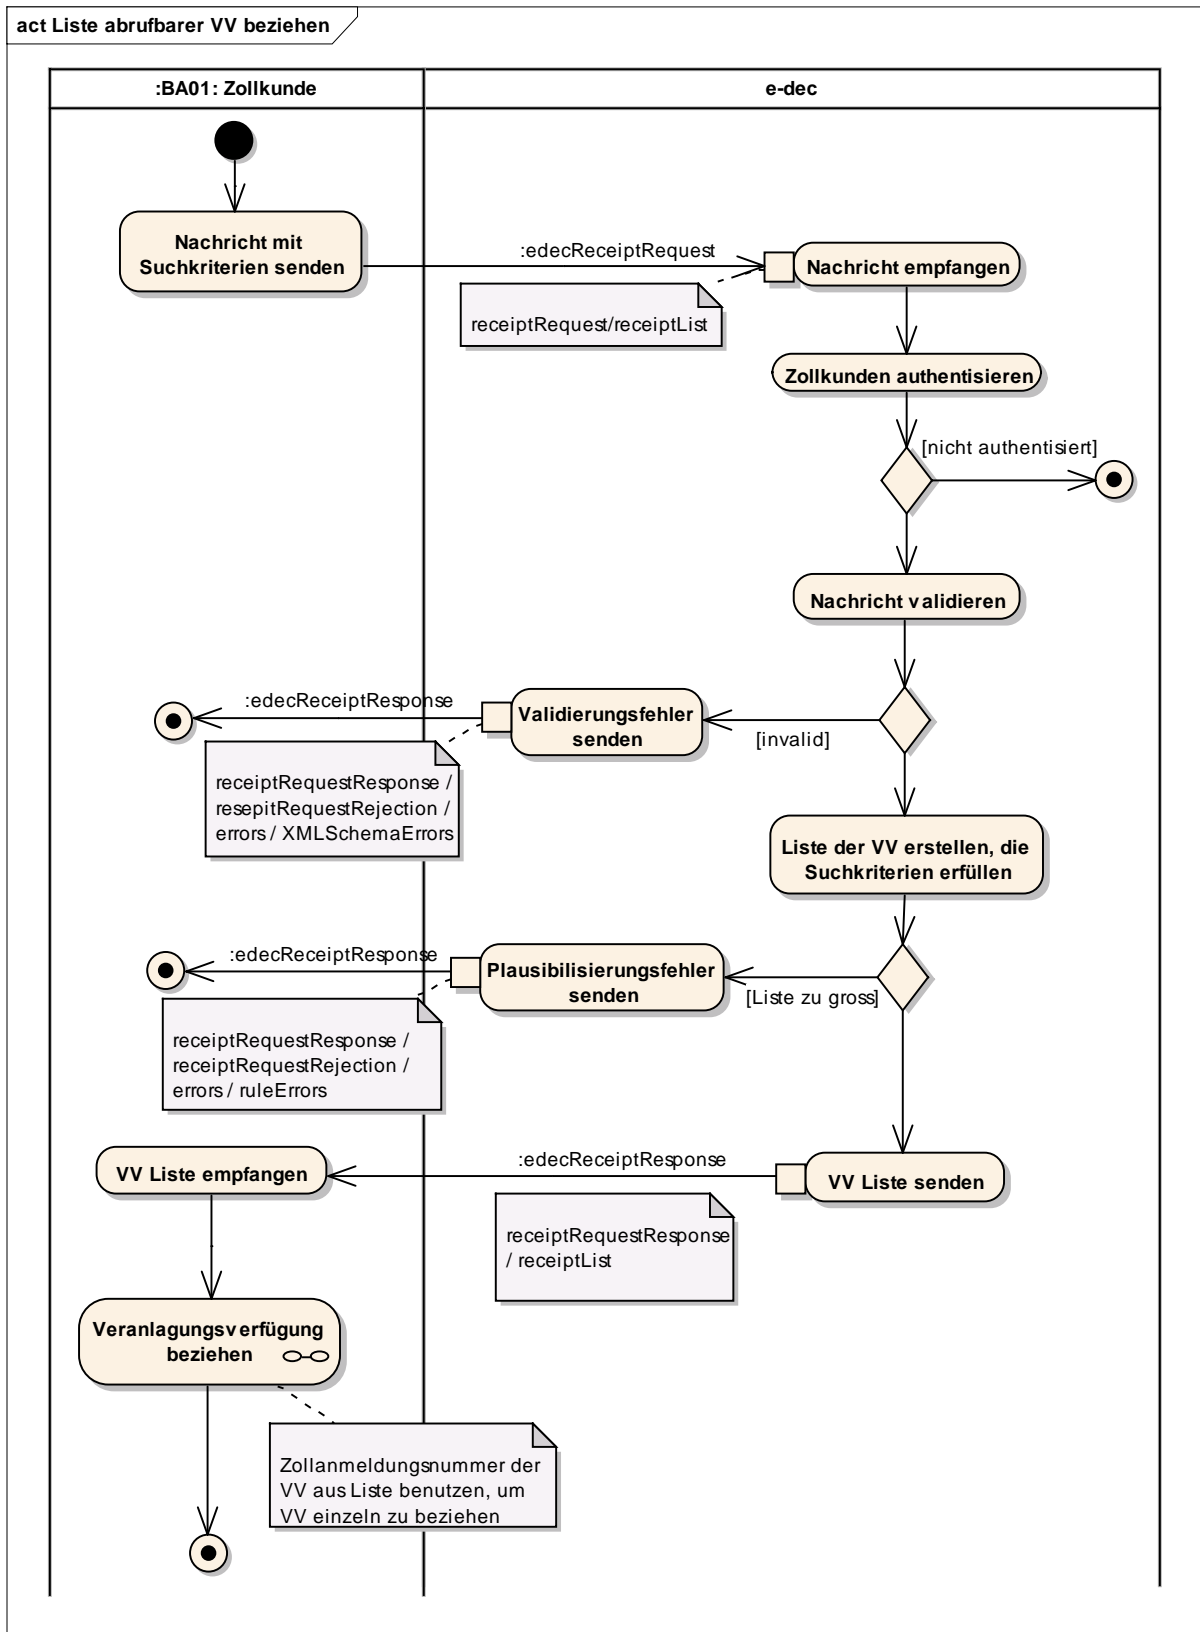 act Liste abrufbarer VV beziehen
:BA01: Zollkunde
e-dec
Nachricht mit
Suchkriterien senden
:edecReceiptRequest
Nachricht empfangen
receiptRequest/receiptList
Zollkunden authentisieren
[nicht authentisiert]
Nachricht validieren
:edecReceiptResponse
Validierungsfehler
senden
[invalid]
receiptRequestResponse /
resepitRequestRejection /
errors / XMLSchemaErrors
Liste der VV erstellen, die
Suchkriterien erfüllen
:edecReceiptResponse
Plausibilisierungsfehler
senden
[Liste zu gross]
receiptRequestResponse /
receiptRequestRejection /
errors / ruleErrors
VV Liste empfangen
:edecReceiptResponse
VV Liste senden
receiptRequestResponse
/ receiptList
Veranlagungsverfügung
beziehen
Zollanmeldungsnummer der
VV aus Liste benutzen, um
VV einzeln zu beziehen